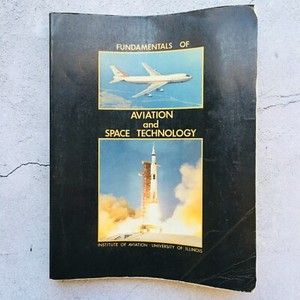 FUNDAMENTALS OF
AVIATION
and
SPACE TECHNOLOGY
INSTITUTE OF AVIATION UNIVERSITY OF ILLINOIS